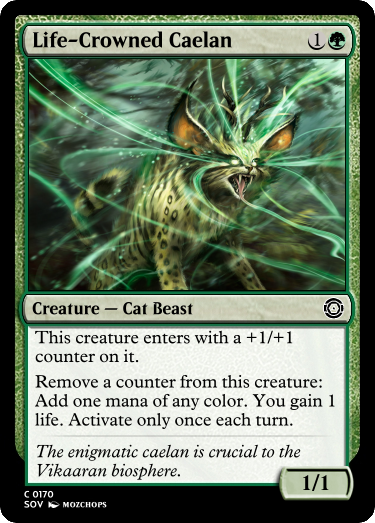 Life-Crowned Caelan 1
Creature — Cat Beast
This creature enters with a +1/+1
counter on it.
Remove a counter from this creature:
Add one mana of any color. You gain 1
life. Activate only once each turn.
The enigmatic caelan is crucial to the
Vikaaran biosphere.
1/1
C 0170
SOV MOZCHOPS